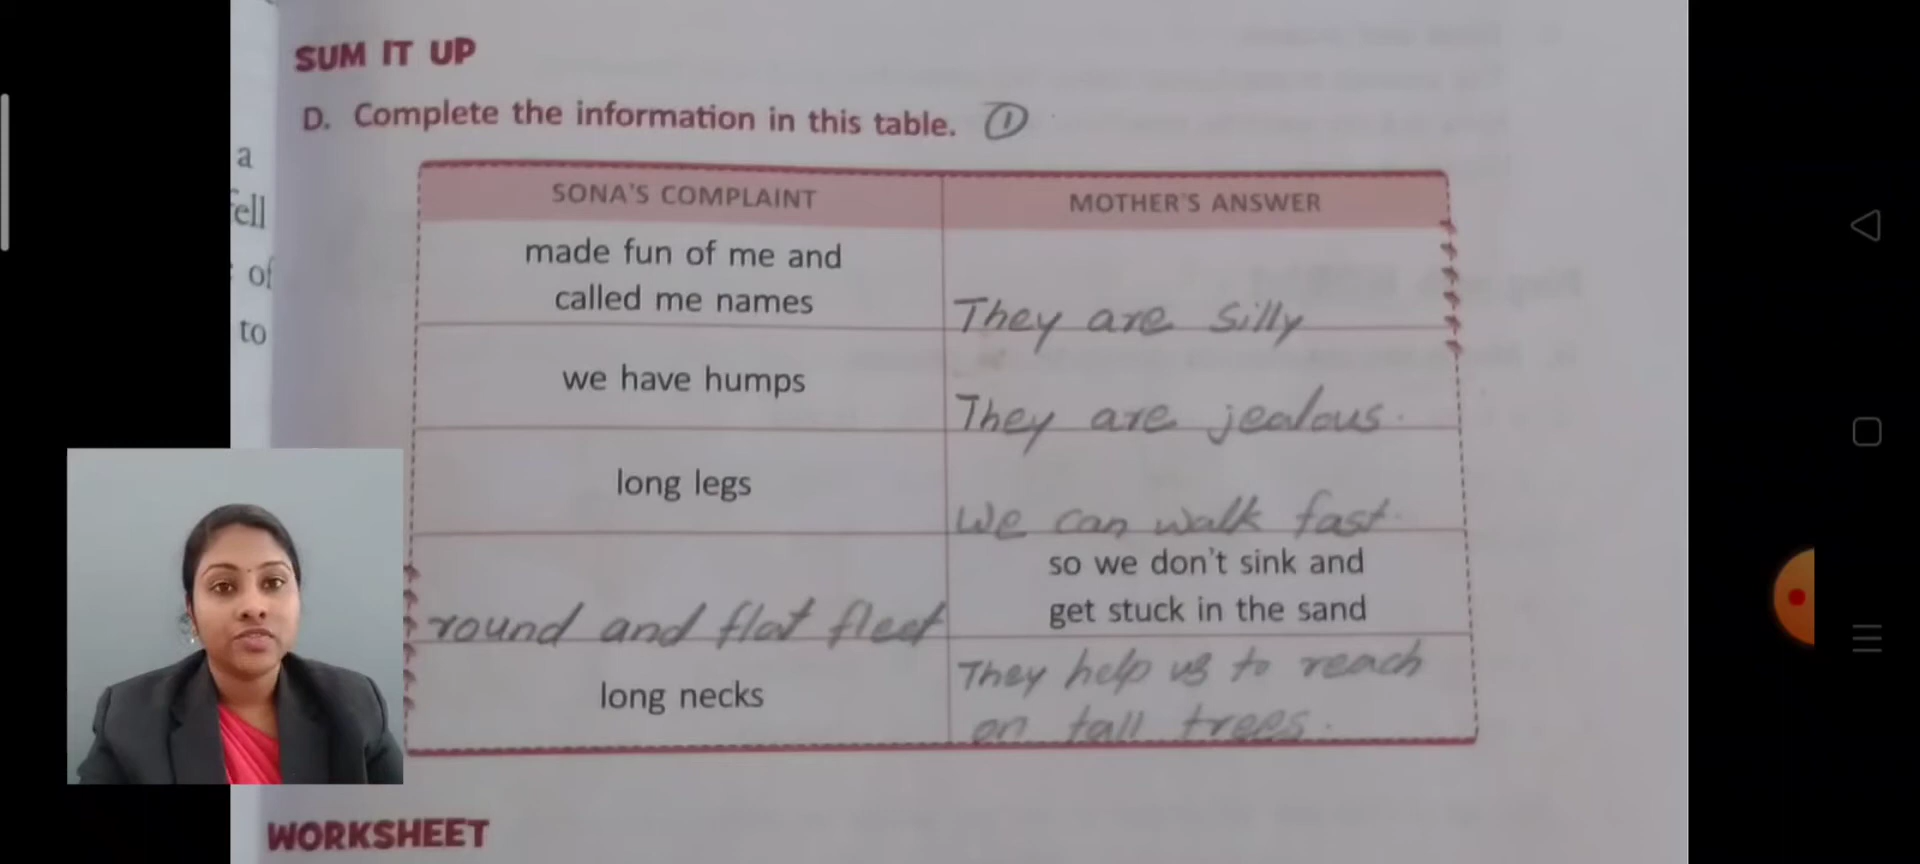 SUM IT UP
D. Complete the information in this table. ①
SONA'S COMPLAINT
MOTHER'S ANSWER
made fun of me and
called me names
They are silly
we have humps
They are jealous.
long legs
We can walk fast.
round and flat fleet
so we don't sink and
get stuck in the sand
long necks
They help us to reach
on tall trees.
WORKSHEET
a
fell
of
to